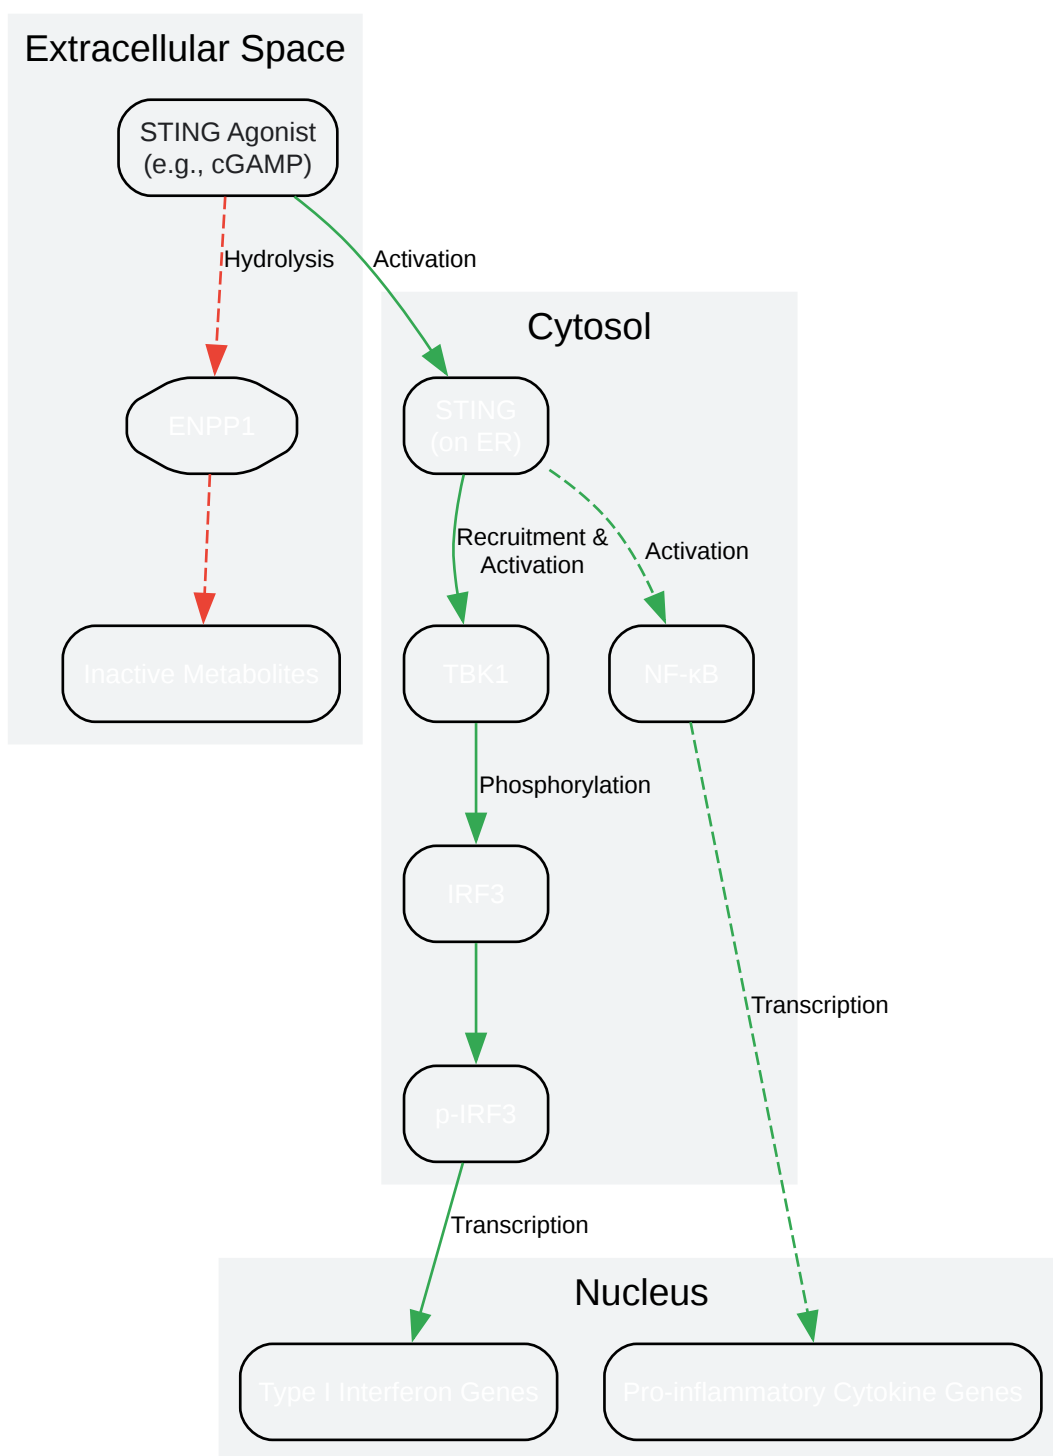 Extracellular Space
STING Agonist
(e.g., cGAMP)
Hydrolysis
Activation
Cytosol
ENPP1
STING
(on ER)
Recruitment &
Activation
Activation
Inactive Metabolites
TBK1
NF-κB
Phosphorylation
IRF3
Transcription
p-IRF3
Transcription
Nucleus
Type I Interferon Genes
Pro-inflammatory Cytokine Genes